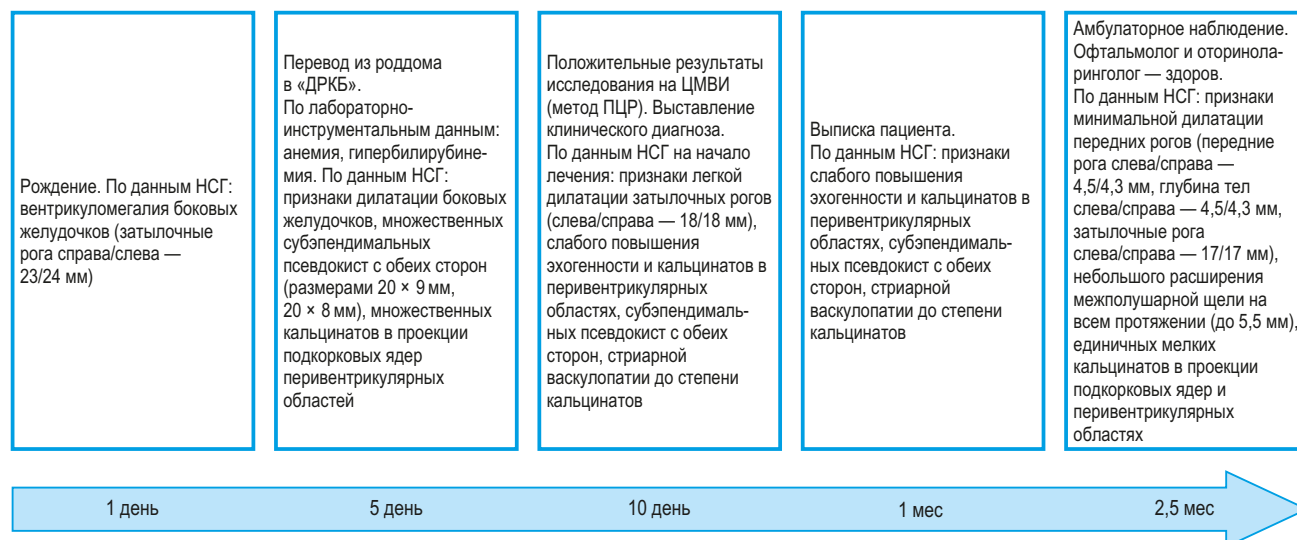 Рождение. По данным НСГ:
вентрикуломегалия боковых
желудочков (затылочные
рога справа/слева —
23/24 мм)
Перевод из роддома
в «ДРКБ».
По лабораторно-
инструментальным данным:
анемия, гипербилирубине-
мия. По данным НСГ:
признаки дилатации боковых
желудочков, множественных
субэпендимальных
псевдокист с обеих сторон
(размерами 20 × 9 мм,
20 × 8 мм), множественных
кальцинатов в проекции
подкорковых ядер
перивентрикулярных
областей
Положительные результаты
исследования на ЦМВИ
(метод ПЦР). Выставление
клинического диагноза.
По данным НСГ на начало
лечения: признаки легкой
дилатации затылочных рогов
(слева/справа — 18/18 мм),
слабого повышения
эхогенности и кальцинатов в
перивентрикулярных
областях, субэпендималь-
ных псевдокист с обеих
сторон, стриарной
васкулопатии до степени
кальцинатов
Выписка пациента.
По данным НСГ: признаки
слабого повышения
эхогенности и кальцинатов в
перивентрикулярных
областях, субэпендималь-
ных псевдокист с обеих
сторон, стриарной
васкулопатии до степени
кальцинатов
Амбулаторное наблюдение.
Офтальмолог и оторинола-
ринголог — здоров.
По данным НСГ: признаки
минимальной дилатации
передних рогов (передние
рога слева/справа —
4,5/4,3 мм, глубина тел
слева/справа — 4,5/4,3 мм,
затылочные рога
слева/справа — 17/17 мм),
небольшого расширения
межполушарной щели на
всем протяжении (до 5,5 мм),
единичных мелких
кальцинатов в проекции
подкорковых ядер и
перивентрикулярных
областях
1 день
5 день
10 день
1 мес
2,5 мес